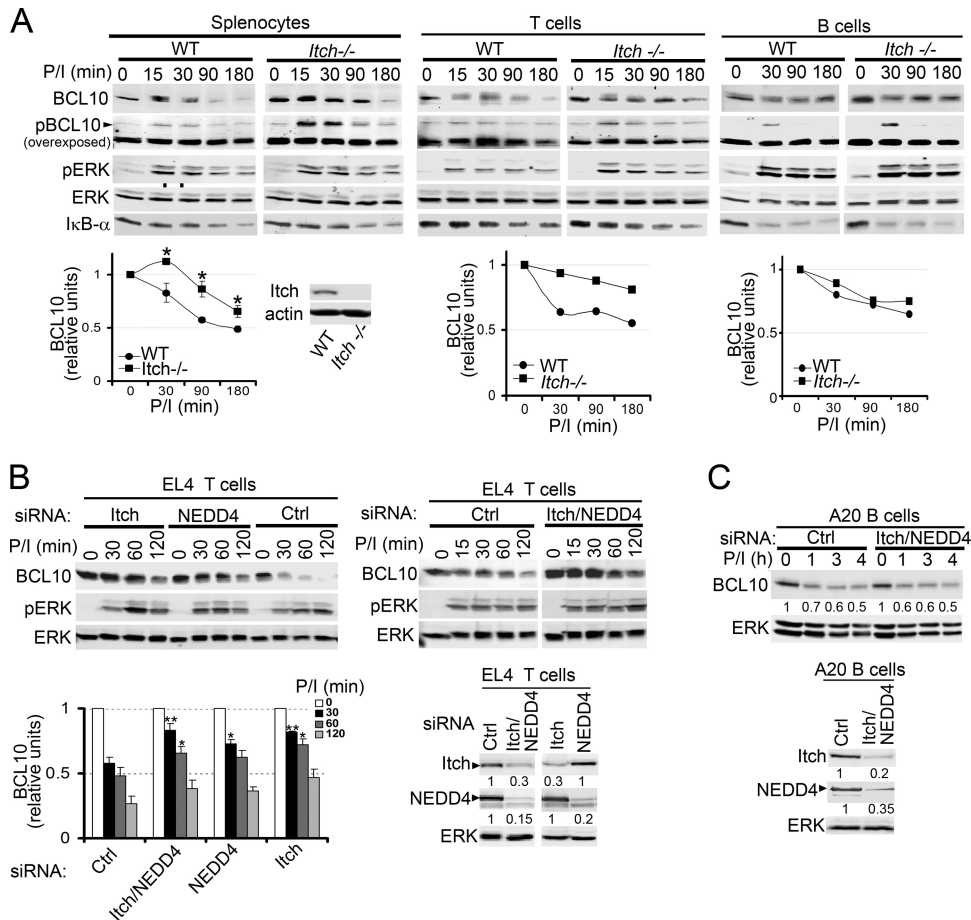 A
Splenocytes
T cells
B cells
WT Itch-/- WT Itch -/- WT Itch -/-
P/I (min) 0 15 30 90 180 0 15 30 90 180 0 15 30 90 180 0 15 30 90 180 0 30 90 180 0 30 90 180
BCL10
pBCL10
(overexposed)
pERK
ERK
IκB-α
BCL10
(relative units)
1
0.5
0
* * *
WT
Itch-/-
0 30 90 180
P/I (min)
Itch
actin
WT
Itch -/-
BCL10
(relative units)
1
0.5
0
WT
Itch-/-
0 30 90 180
P/I (min)
BCL10
(relative units)
1
0.5
0
WT
Itch-/-
0 30 90 180
P/I (min)
B
EL4 T cells
siRNA: Itch NEDD4 Ctrl
P/I (min) 0 30 60 120 0 30 60 120 0 30 60 120
BCL10
pERK
ERK
EL4 T cells
siRNA: Ctrl Itch/NEDD4
P/I (min) 0 15 30 60 120 0 15 30 60 120
BCL10
pERK
ERK
P/I (min)
0
30
60
120
BCL10
(relative units)
1
0.5
0
** * * ** *
siRNA:
Ctrl
Itch/NEDD4
NEDD4
Itch
EL4 T cells
siRNA
Ctrl
Itch/
NEDD4
Itch
NEDD4
Itch
1 0.3 0.3 1
NEDD4
1 0.15 1 0.2
ERK
C
A20 B cells
siRNA: Ctrl Itch/NEDD4
P/I (h) 0 1 3 4 0 1 3 4
BCL10
1 0.7 0.6 0.5 1 0.6 0.6 0.5
ERK
A20 B cells
Ctrl
Itch/
NEDD4
Itch
1 0.2
NEDD4
1 0.35
ERK